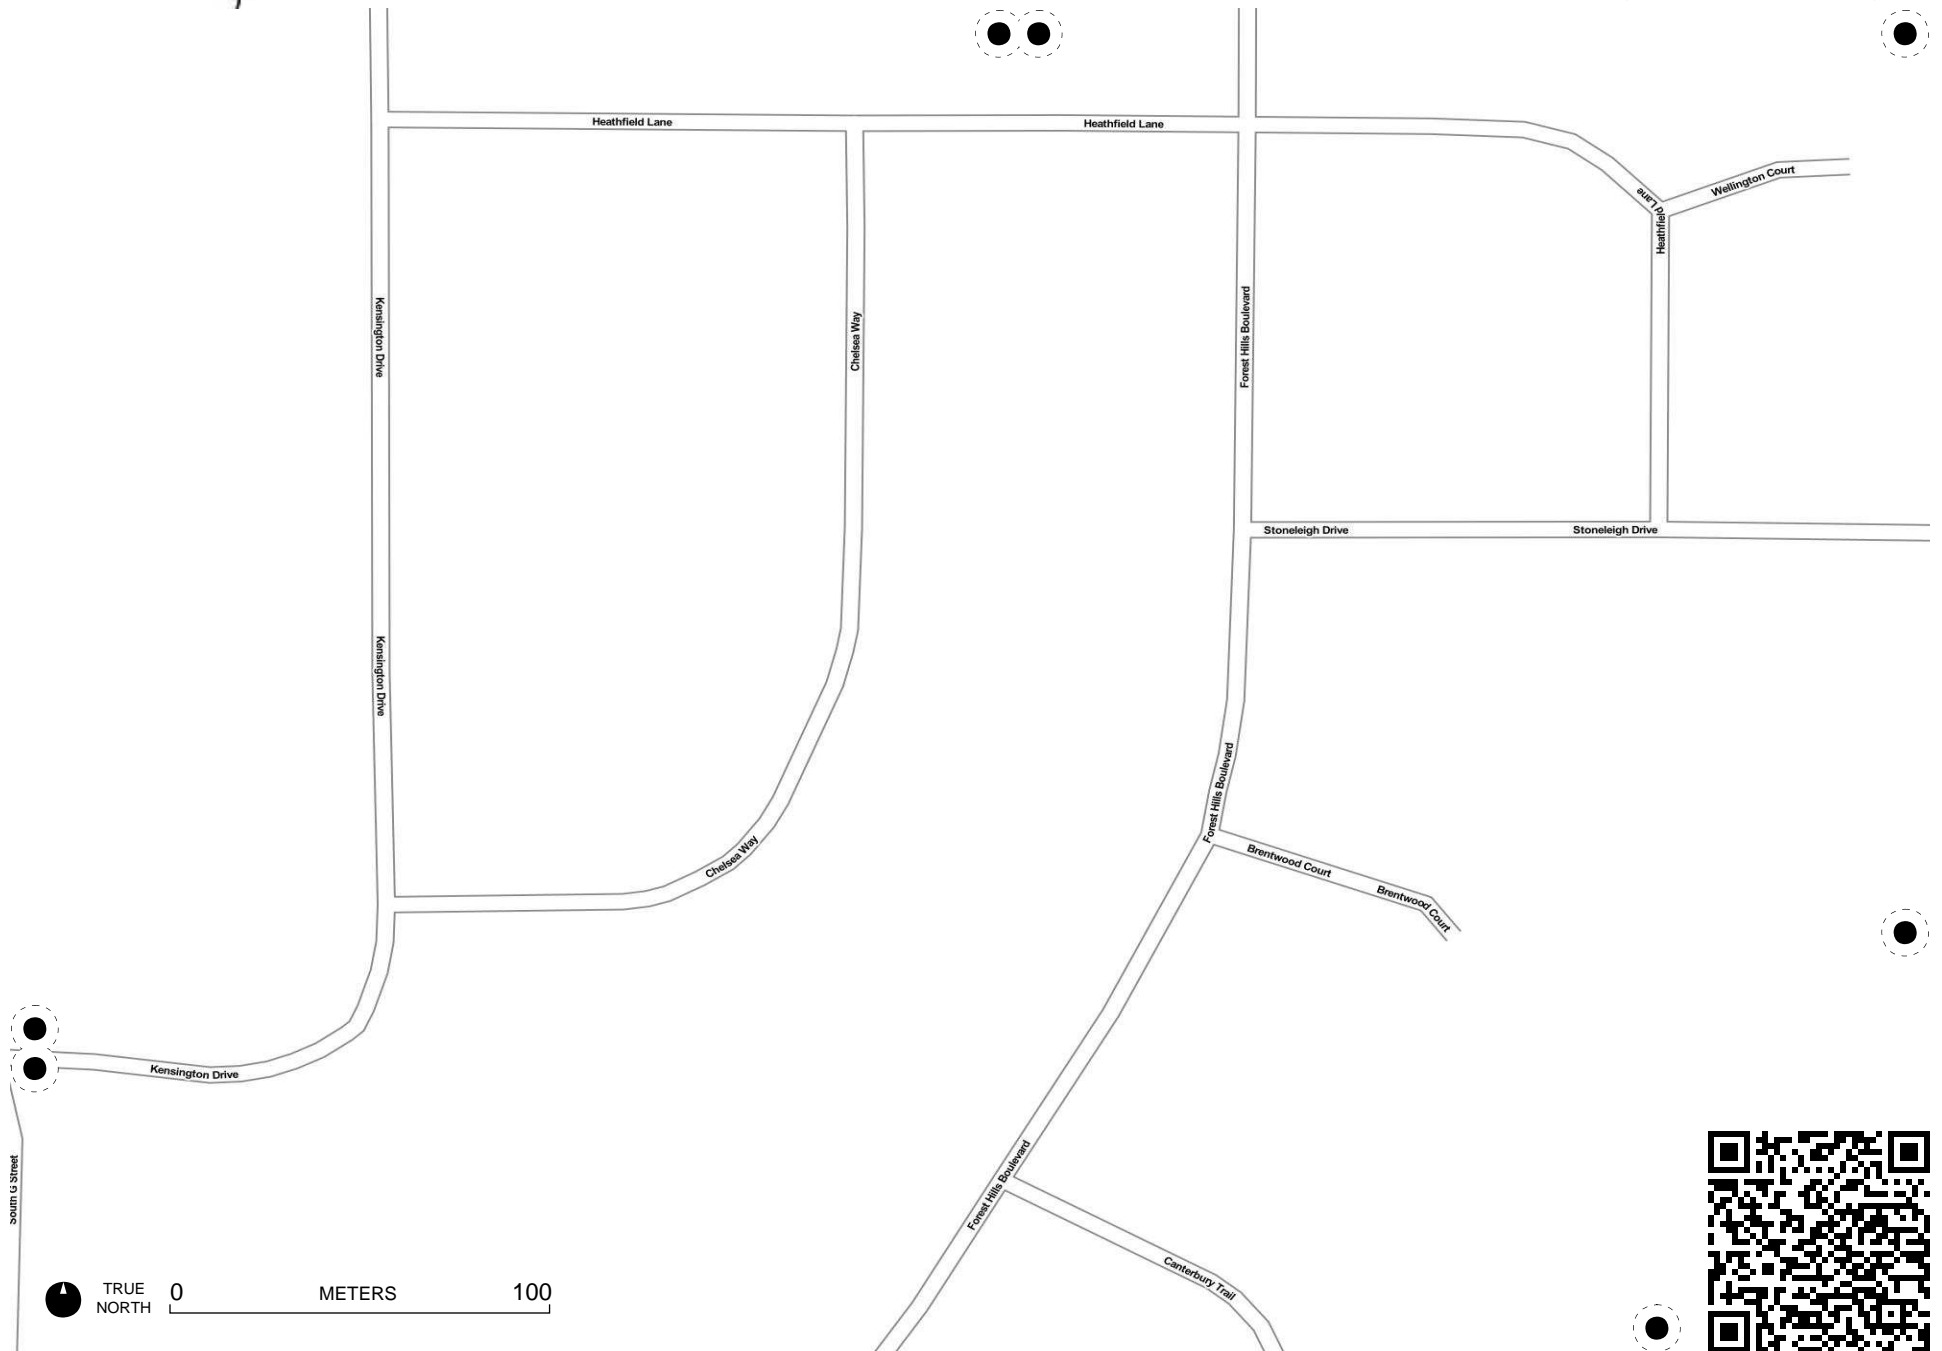 Heathfield Lane
Heathfield Lane
Wellington Court
Heathfield Lane
Kensington Drive
Chelsea Way
Forest Hills Boulevard
Stoneleigh Drive
Stoneleigh Drive
Kensington Drive
Forest Hills Boulevard
Chelsea Way
Brentwood Court
Brentwood Court
Kensington Drive
South G Street
Forest Hills Boulevard
Canterbury Trail
TRUE NORTH
0 METERS 100